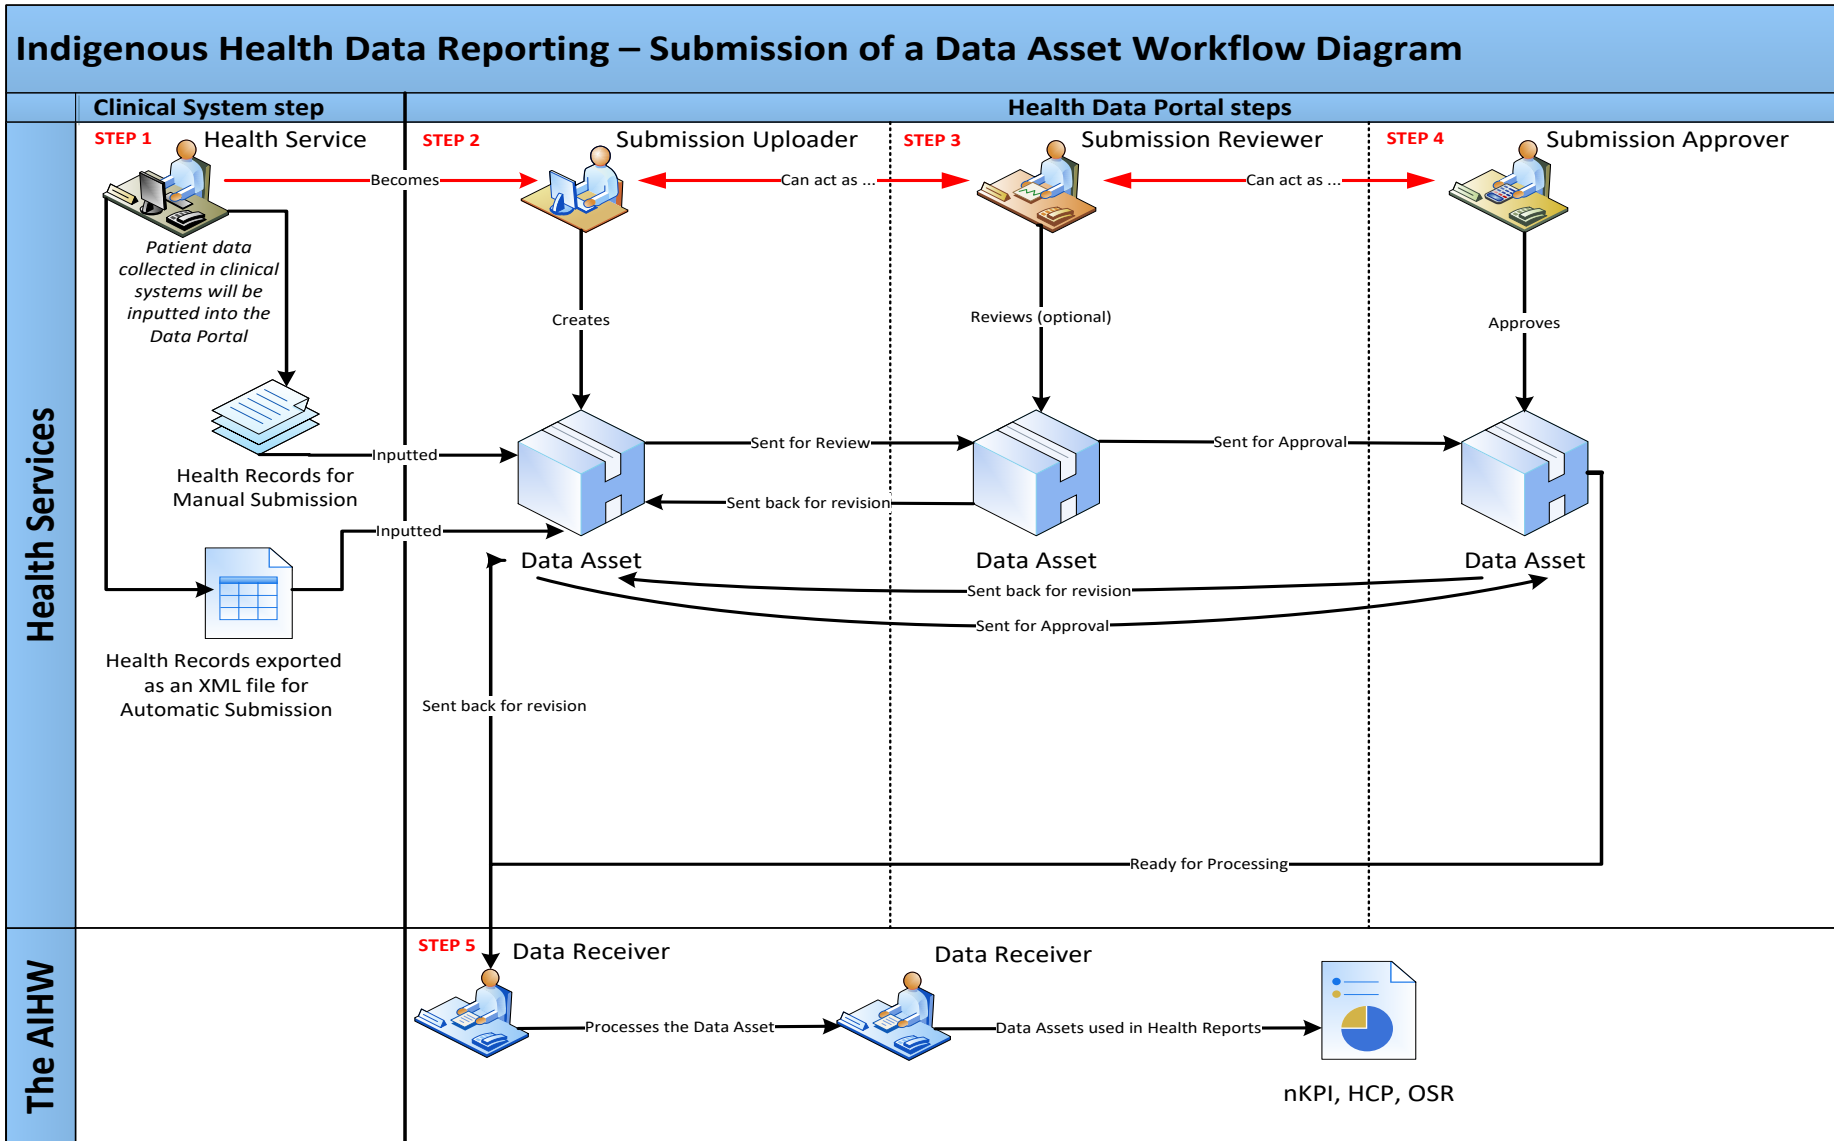 Indigenous Health Data Reporting – Submission of a Data Asset Workflow Diagram
Clinical System step
Health Data Portal steps
Health Services
STEP 1
Health Service
STEP 2
Submission Uploader
STEP 3
Submission Reviewer
STEP 4
Submission Approver
Becomes
Can act as ...
Can act as ...
Patient data
collected in clinical
systems will be
inputted into the
Data Portal
Creates
Reviews (optional)
Approves
Health Records for
Manual Submission
Inputted
Sent for Review
Sent for Approval
Sent back for revision
Inputted
Data Asset
Data Asset
Data Asset
Sent back for revision
Sent for Approval
Health Records exported
as an XML file for
Automatic Submission
Sent back for revision
Ready for Processing
The AIHW
STEP 5
Data Receiver
Data Receiver
Processes the Data Asset
Data Assets used in Health Reports
nKPI, HCP, OSR